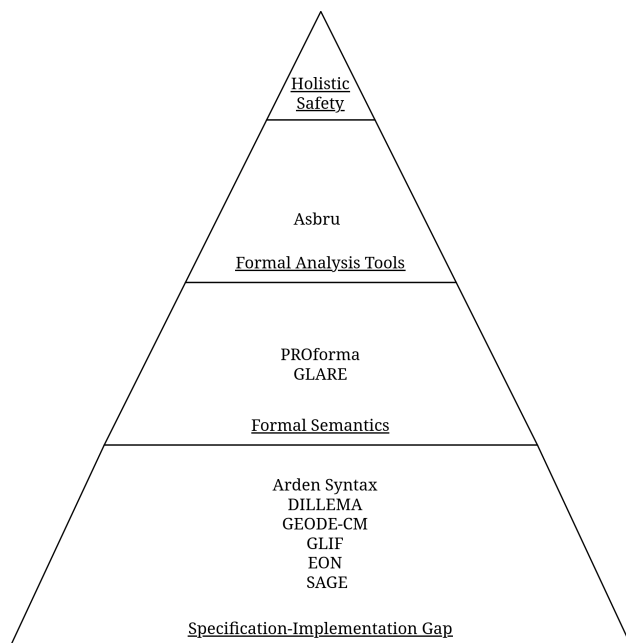 Holistic
Safety
Asbru
Formal Analysis Tools
PROforma
GLARE
Formal Semantics
Arden Syntax
DILLEMA
GEODE-CM
GLIF
EON
SAGE
Specification-Implementation Gap